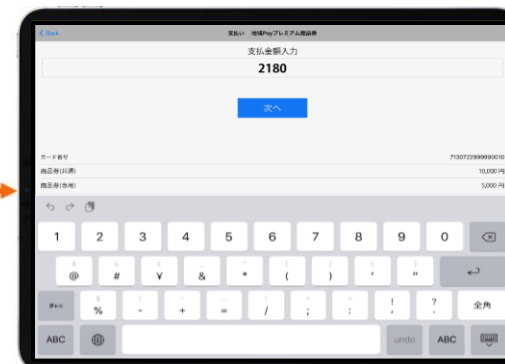 < Back 支払い 地域Payプレミアム商品券
支払金額入力
2180
次へ
カード番号 7130722999890010
商品券(共通) 10,000 円
商品券(専用) 5,000 円
1 2 3 4 5 6 7 8 9 0
@ # ¥ & * ( ) ' "
#+= % - + = / ; : ! ? 全角
ABC undo ABC